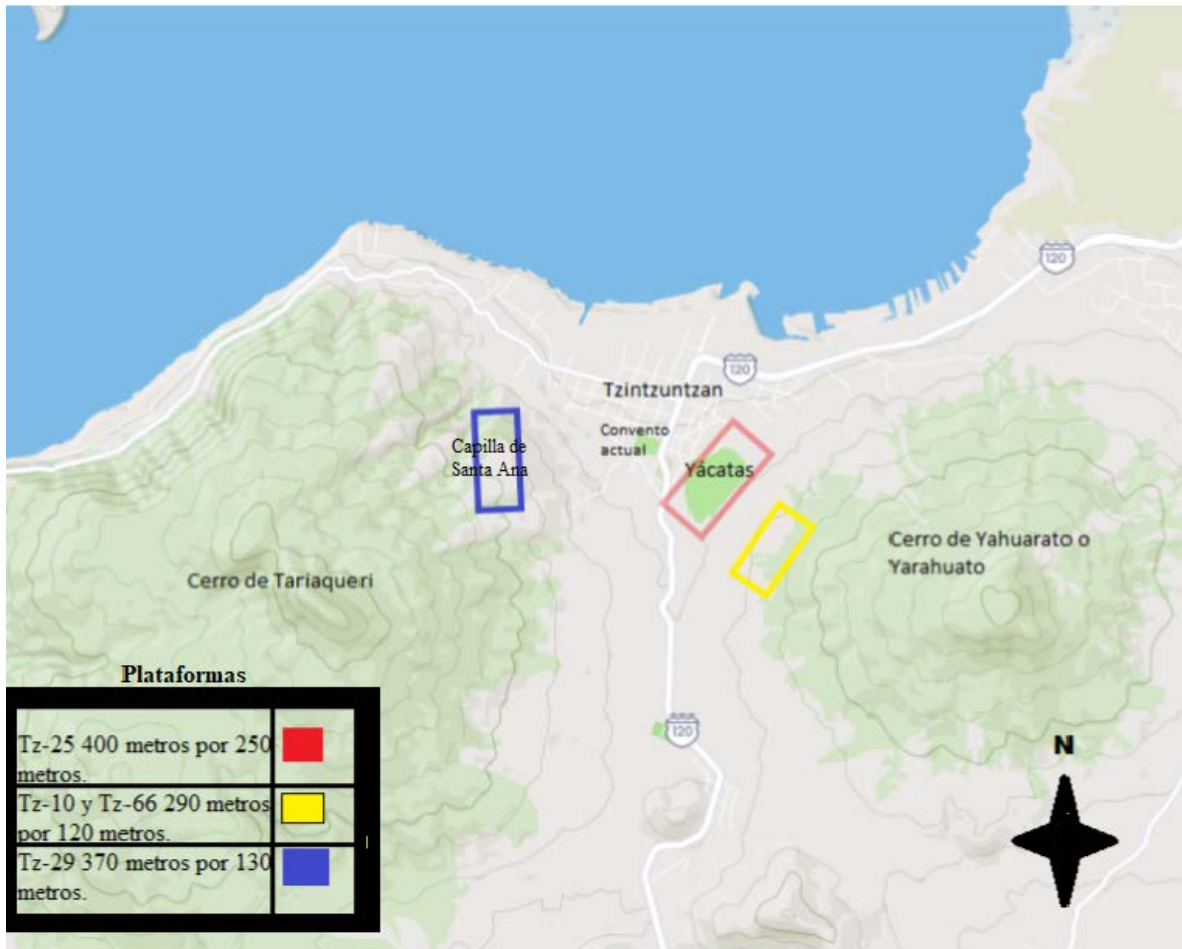 120
120
Tzintzuntzan
Convento
actual
Capilla de
Santa Ana
Yácatas
Cerro de Yahuarato o
Yarahuato
Cerro de Tariaqueri
Plataformas
Tz-25 400 metros por 250
metros.
Tz-10 y Tz-66 290 metros
por 120 metros.
Tz-29 370 metros por 130
metros.
120
N